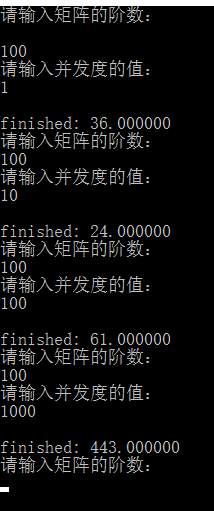 请输入矩阵的阶数：
100
请输入并发度的值：
1
finished: 36.000000
请输入矩阵的阶数：
100
请输入并发度的值：
10
finished: 24.000000
请输入矩阵的阶数：
100
请输入并发度的值：
100
finished: 61.000000
请输入矩阵的阶数：
100
请输入并发度的值：
1000
finished: 443.000000
请输入矩阵的阶数：